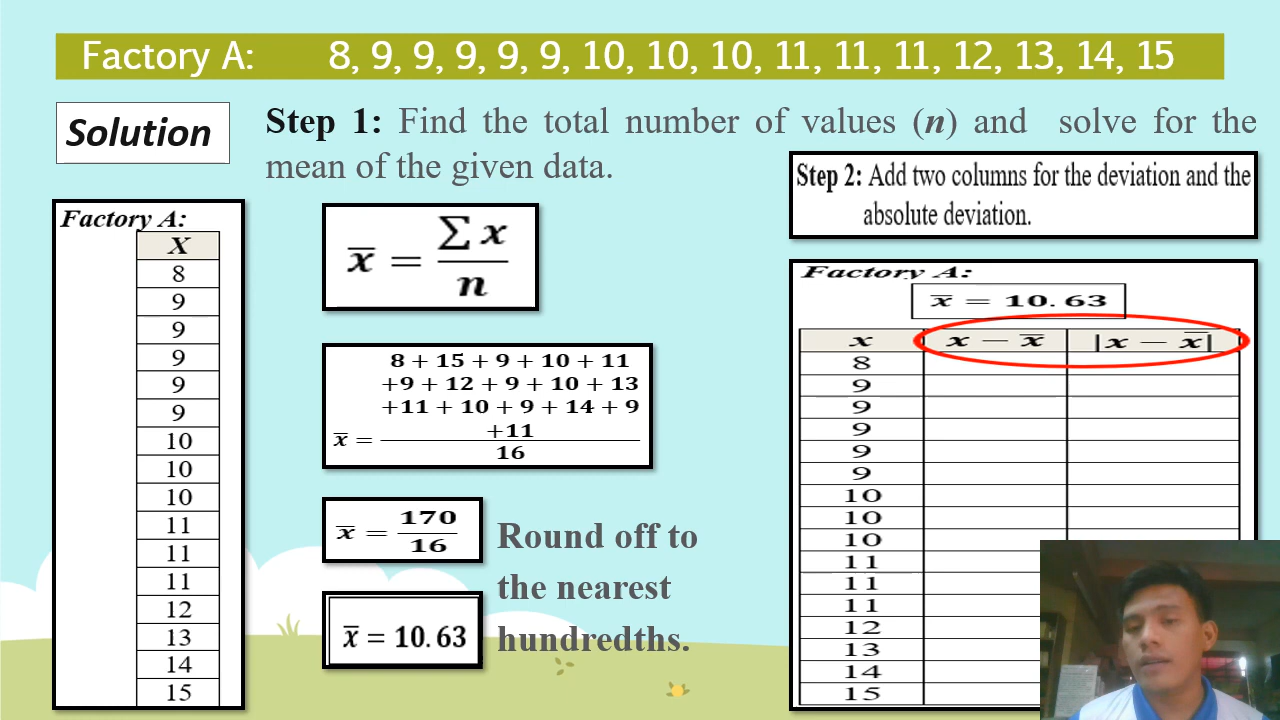 Factory A: 8, 9, 9, 9, 9, 9, 10, 10, 10, 11, 11, 11, 12, 13, 14, 15
Solution
Step 1: Find the total number of values (n) and solve for the
mean of the given data.
Factory A:
X
8
9
9
9
9
9
10
10
10
11
11
11
12
13
14
15
x̅ = ∑ x / n
8 + 15 + 9 + 10 + 11
+9 + 12 + 9 + 10 + 13
+11 + 10 + 9 + 14 + 9
+11
x̅ =
16
x̅ = 170 / 16
x̅ = 10.63
Round off to
the nearest
hundredths.
Step 2: Add two columns for the deviation and the
absolute deviation.
Factory A:
x̅ = 10.63
x x − x̅ |x − x̅|
8
9
9
9
9
9
10
10
10
11
11
11
12
13
14
15